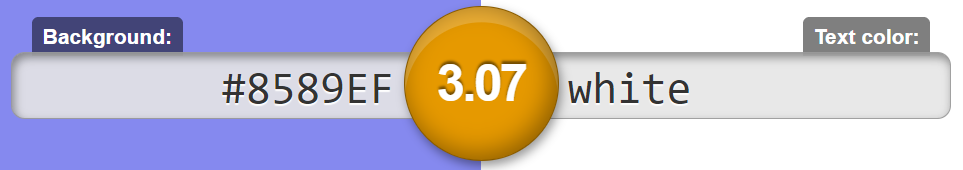 Background:
Text color:
#8589EF
3.07
white